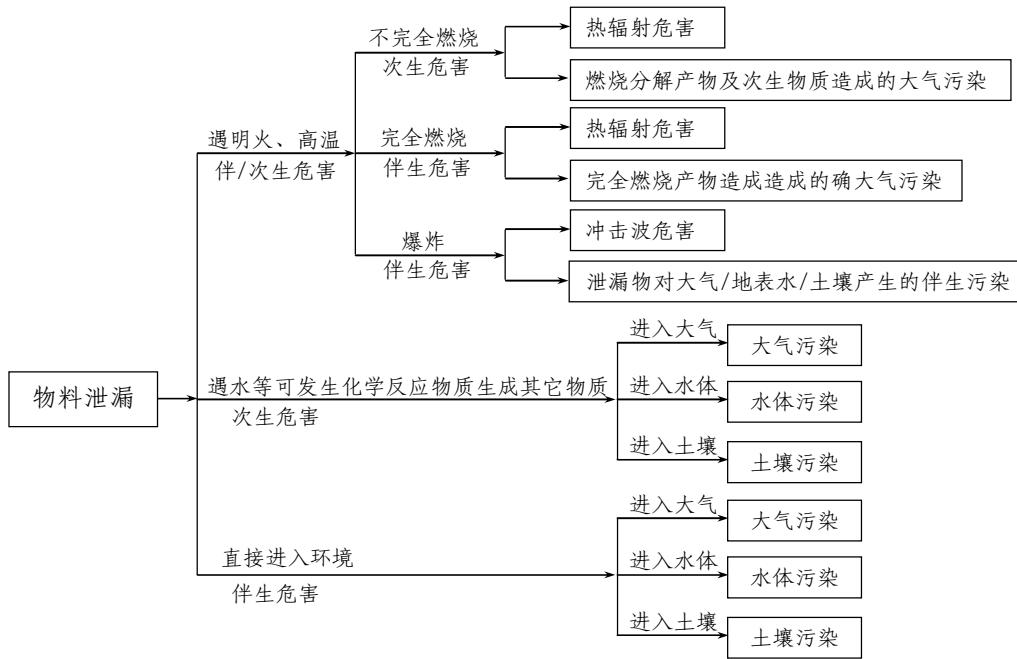 不完全燃烧
次生危害
热辐射危害
燃烧分解产物及次生物质造成的大气污染
遇明火、高温
伴/次生危害
完全燃烧
伴生危害
热辐射危害
完全燃烧产物造成造成的确大气污染
爆炸
伴生危害
冲击波危害
泄漏物对大气/地表水/土壤产生的伴生污染
物料泄漏
遇水等可发生化学反应物质生成其它物质
次生危害
进入大气
大气污染
进入水体
水体污染
进入土壤
土壤污染
直接进入环境
伴生危害
进入大气
大气污染
进入水体
水体污染
进入土壤
土壤污染